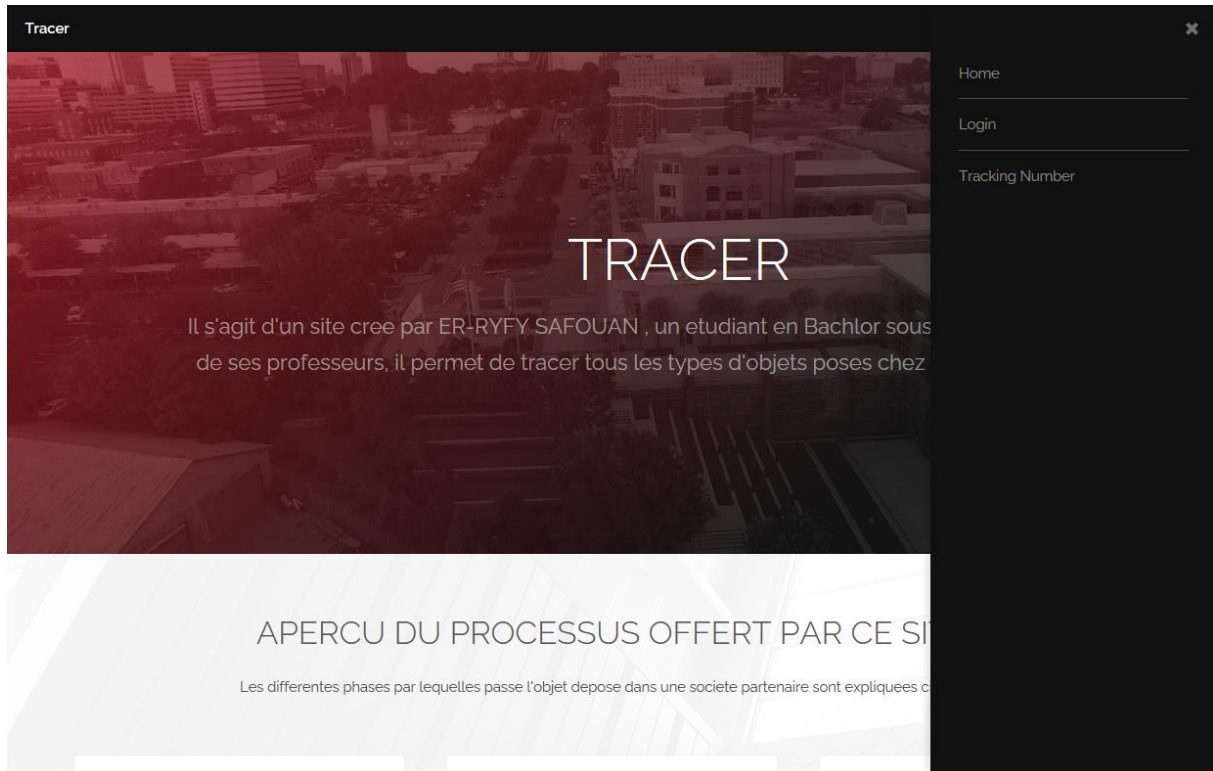 Tracer
Home
Login
Tracking Number
TRACER
Il s'agit d'un site cree par ER-RYFY SAFOUAN , un etudiant en Bachlor sous
de ses professeurs, il permet de tracer tous les types d'objets poses chez
APERCU DU PROCESSUS OFFERT PAR CE
Les differentes phases par lequelles passe l'objet depose dans une societe partenaire sont expliquees